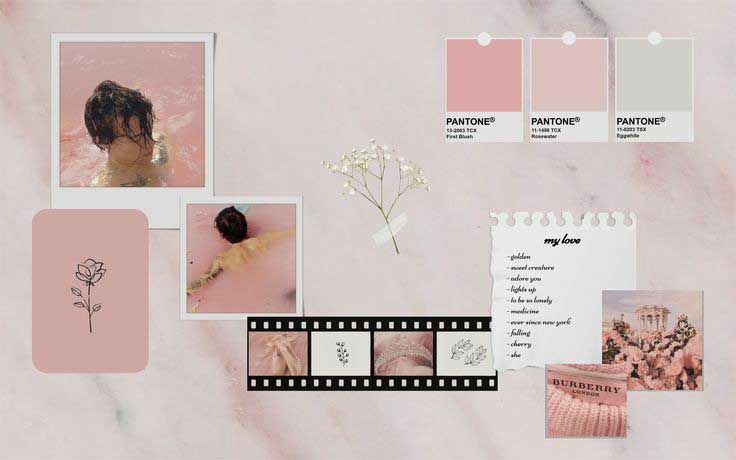 PANTONE®
13-2003 TCX
First Blush
PANTONE®
11-1408 TCX
Rosewater
PANTONE®
11-0203 TSX
Eggwhite
my love
- golden
- sweet creature
- adore you
- lights up
- to be so lonely
- medicine
- ever since new york
- falling
- cherry
- she
BURBERRY
LONDON